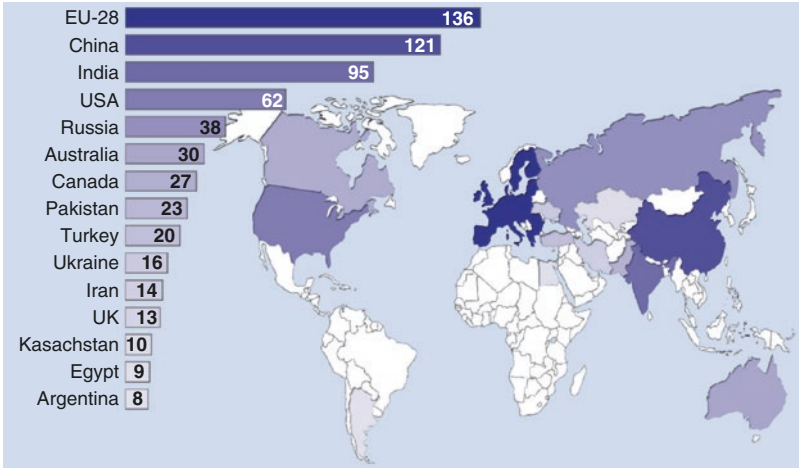 EU-28 136
China 121
India 95
USA 62
Russia 38
Australia 30
Canada 27
Pakistan 23
Turkey 20
Ukraine 16
Iran 14
UK 13
Kasachstan 10
Egypt 9
Argentina 8